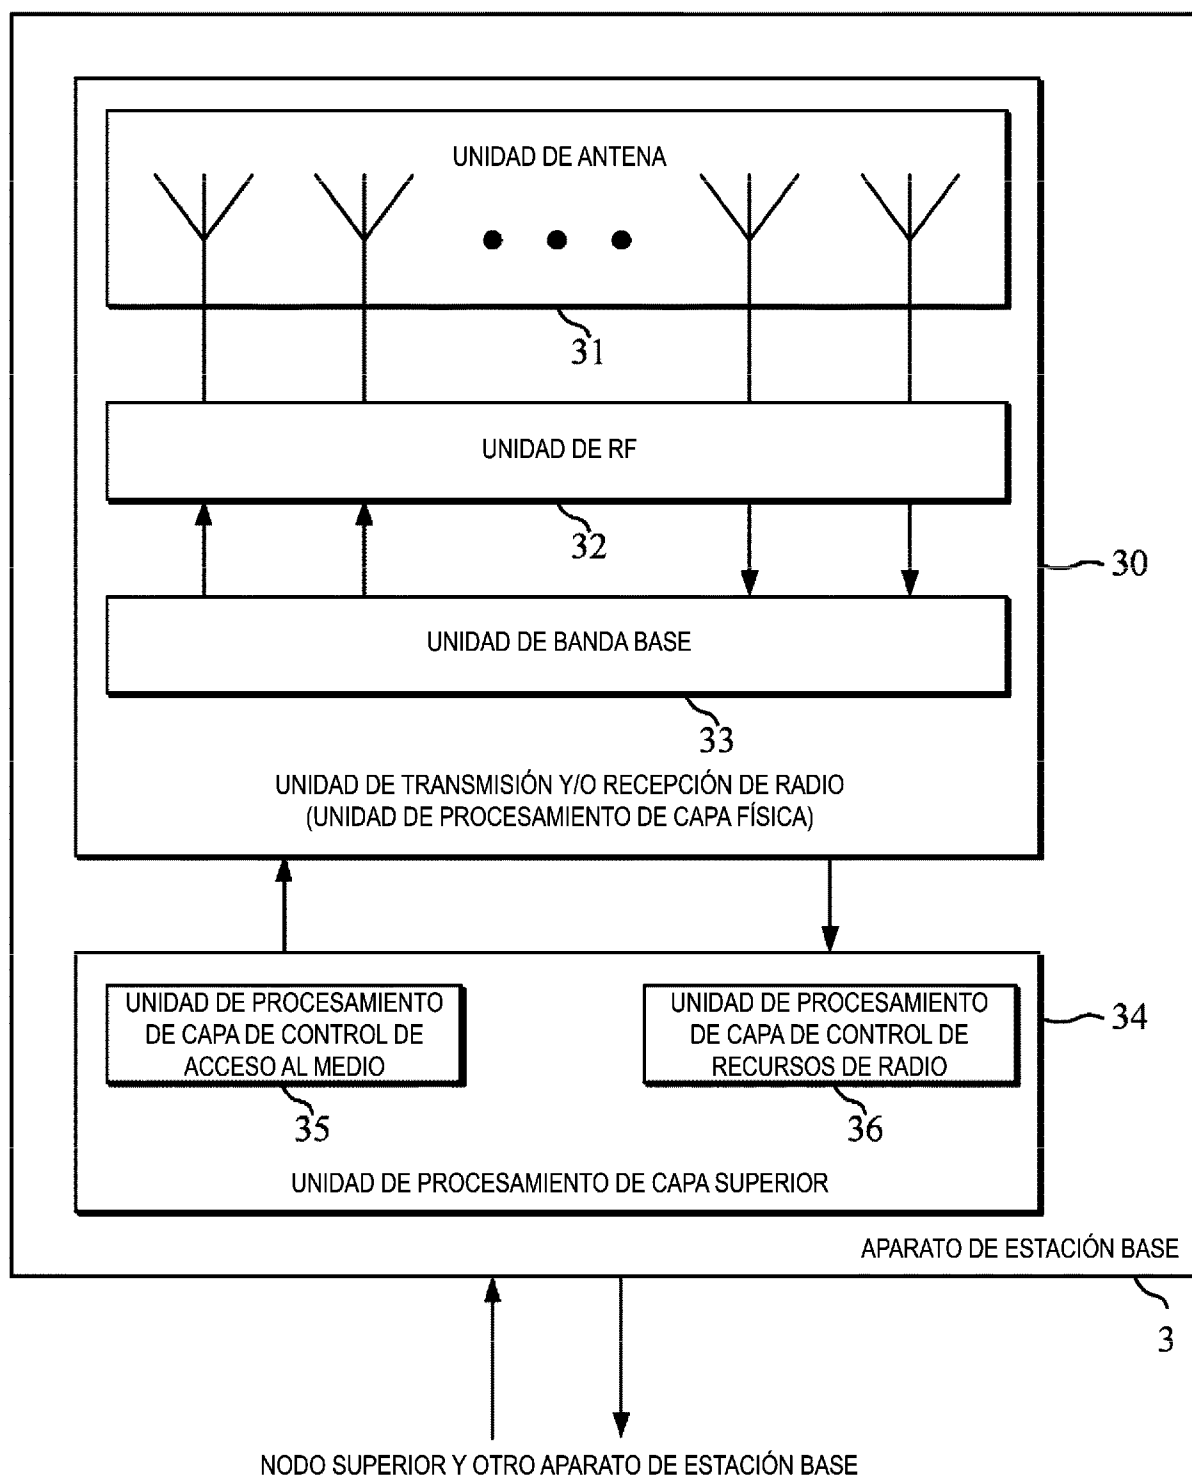 UNIDAD DE ANTENA
31
UNIDAD DE RF
32
30
UNIDAD DE BANDA BASE
33
UNIDAD DE TRANSMISIÓN Y/O RECEPCIÓN DE RADIO
(UNIDAD DE PROCESAMIENTO DE CAPA FÍSICA)
UNIDAD DE PROCESAMIENTO
DE CAPA DE CONTROL DE
ACCESO AL MEDIO
35
UNIDAD DE PROCESAMIENTO
DE CAPA DE CONTROL DE
RECURSOS DE RADIO
36
34
UNIDAD DE PROCESAMIENTO DE CAPA SUPERIOR
APARATO DE ESTACIÓN BASE
3
NODO SUPERIOR Y OTRO APARATO DE ESTACIÓN BASE